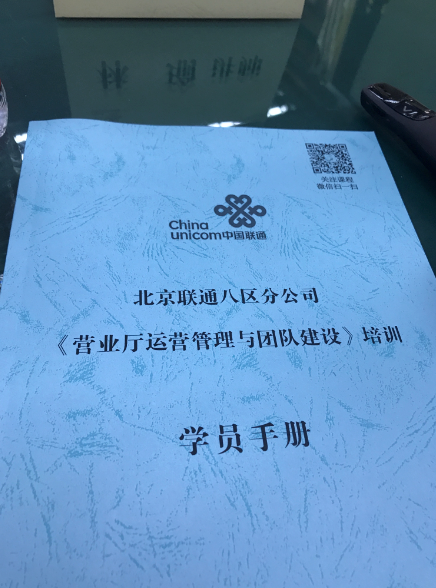 关注课程
微信扫一扫
China
unicom中国联通
北京联通八区分公司
《营业厅运营管理与团队建设》培训
学员手册